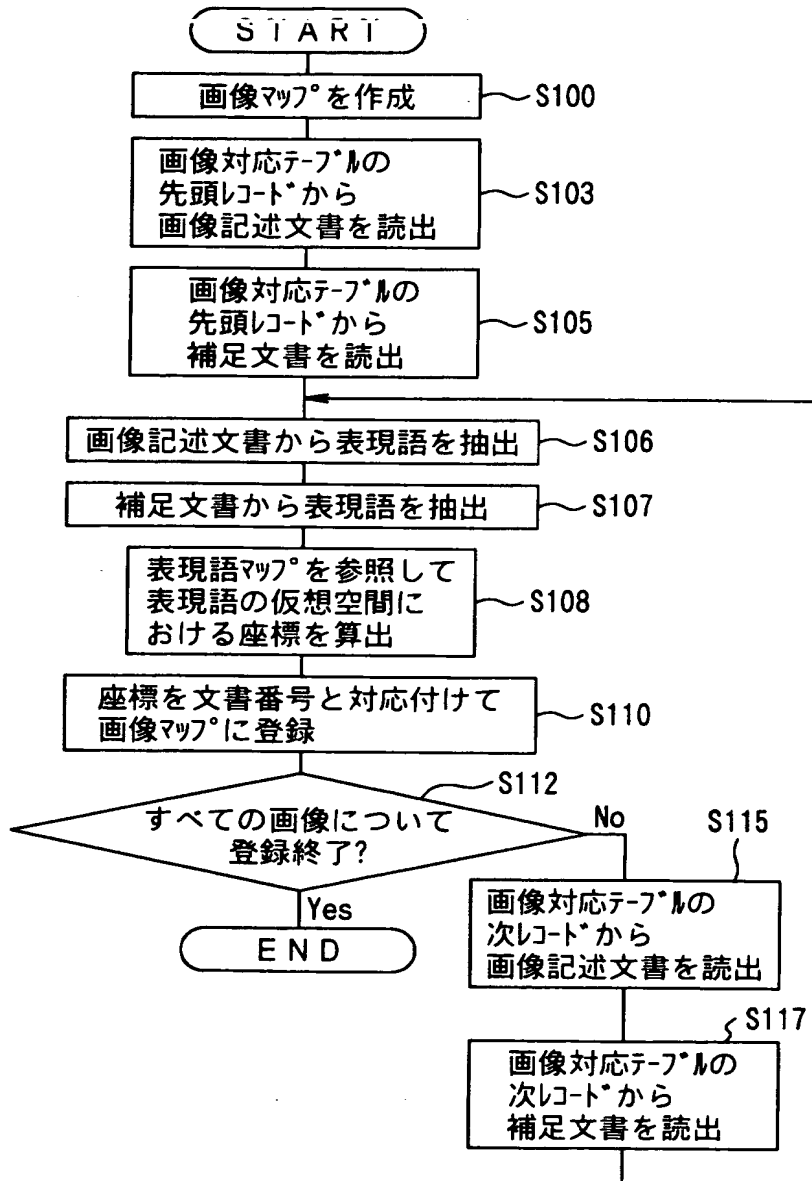 START
画像マップを作成
S100
画像対応テーブルの
先頭レコードから
画像記述文書を読出
S103
画像対応テーブルの
先頭レコードから
補足文書を読出
S105
画像記述文書から表現語を抽出
S106
補足文書から表現語を抽出
S107
表現語マップを参照して
表現語の仮想空間に
おける座標を算出
S108
座標を文書番号と対応付けて
画像マップに登録
S110
S112
すべての画像について
登録終了?
No
Yes
END
S115
画像対応テーブルの
次レコードから
画像記述文書を読出
S117
画像対応テーブルの
次レコードから
補足文書を読出